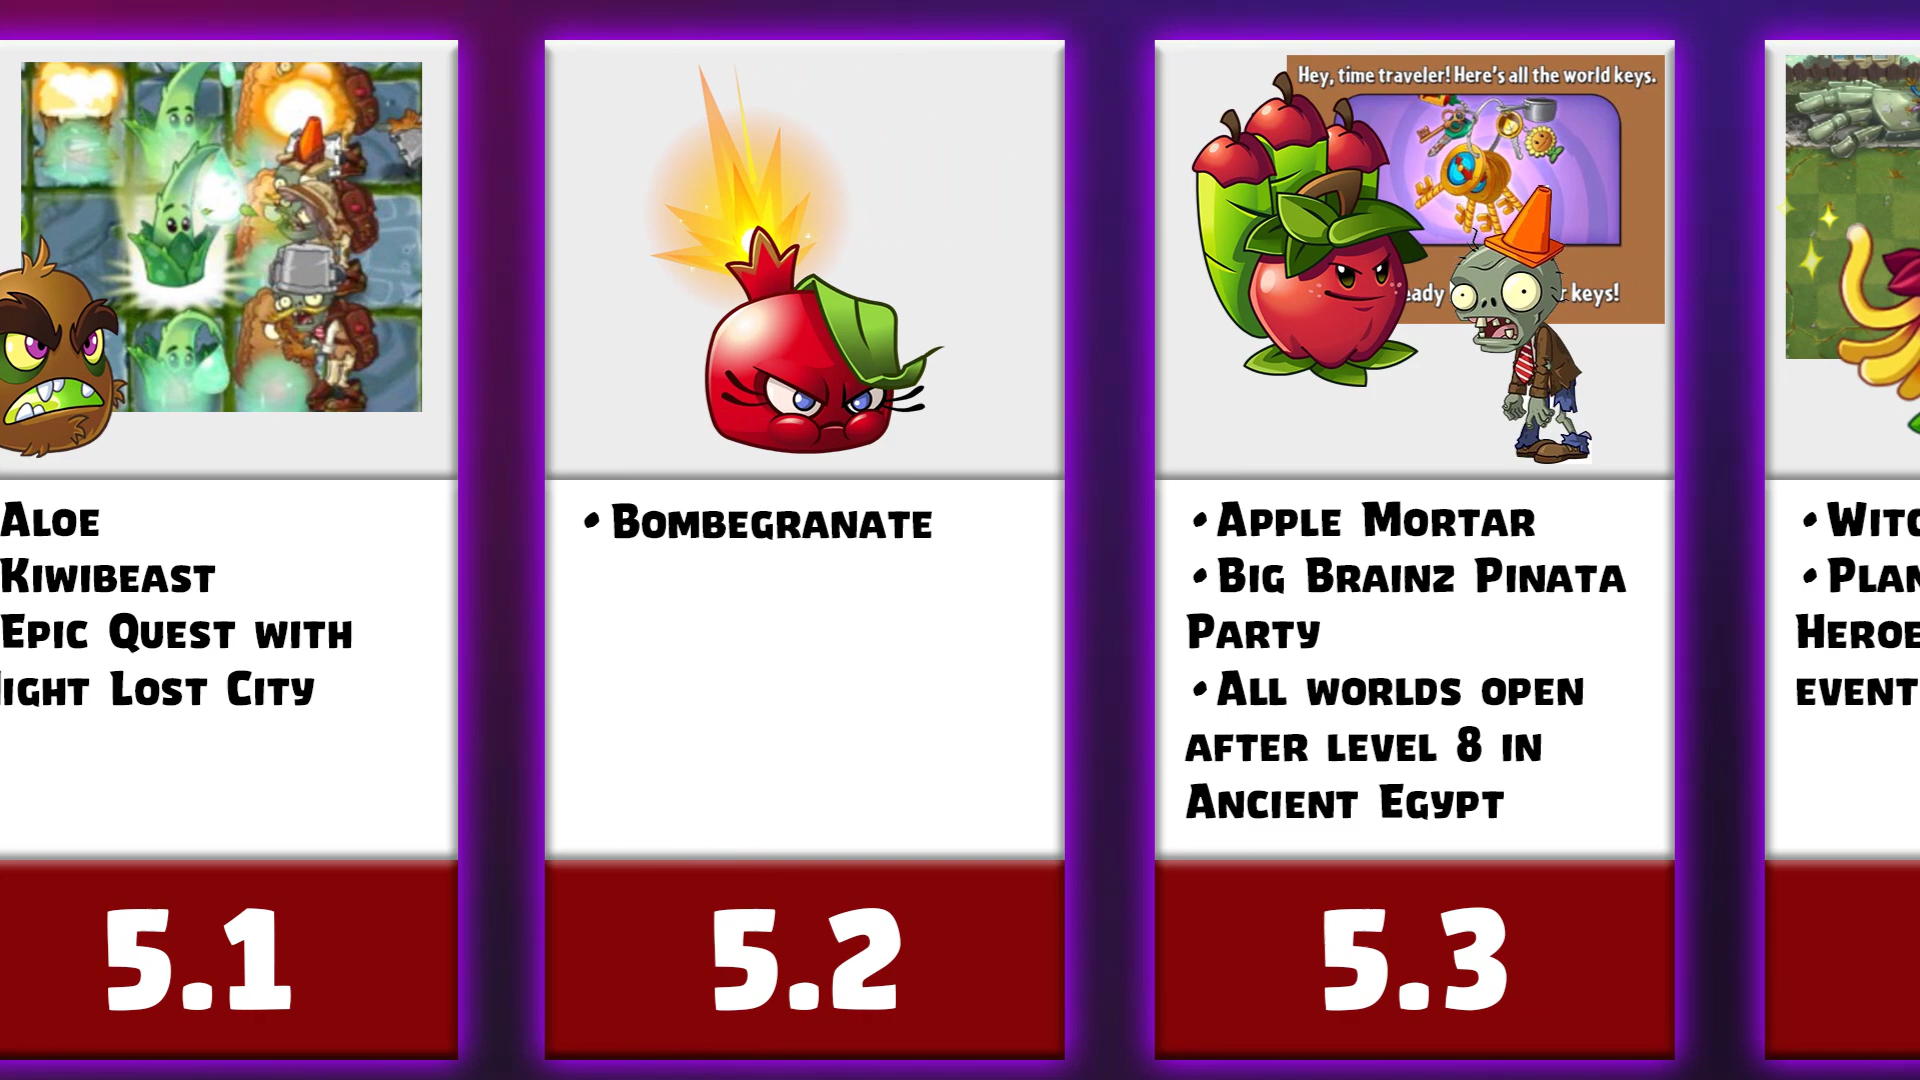 Aloe
Kiwibeast
Epic Quest with
ight Lost City
5.1
• Bombegranate
5.2
Hey, time traveler! Here's all the world keys.
keys!
• Apple Mortar
• Big Brainz Pinata
Party
• All worlds open
after level 8 in
Ancient Egypt
5.3
event